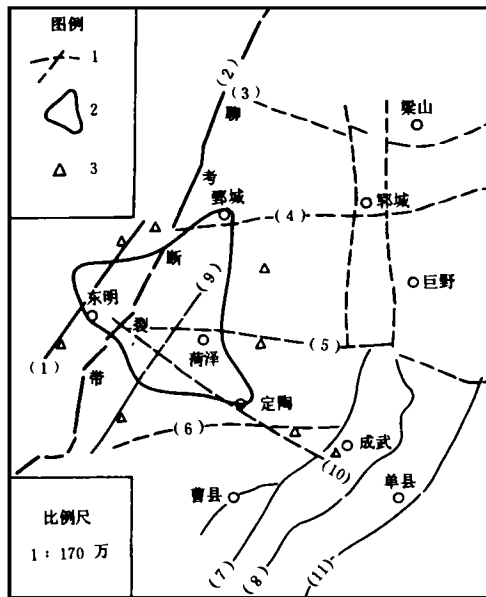 图例
1
2
3
(2)
(3)
聊
梁山
考
鄄城
郓城
(4)
断
(9)
巨野
东明
裂
(5)
菏泽
(1)
带
定陶
(6)
成武
(10)
曹县
单县
比例尺
1：170 万
(7)
(8)
(11)